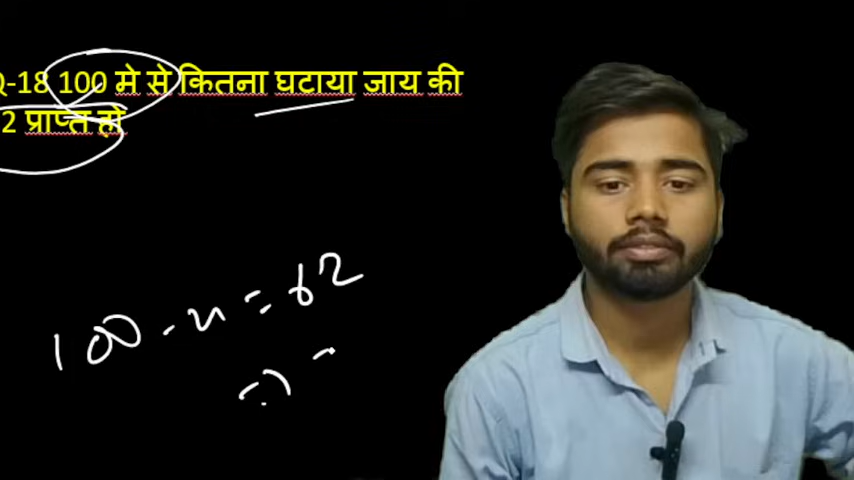 Q-18 100 मे से कितना घटाया जाय की
2 प्राप्त हो
100 - x = 62